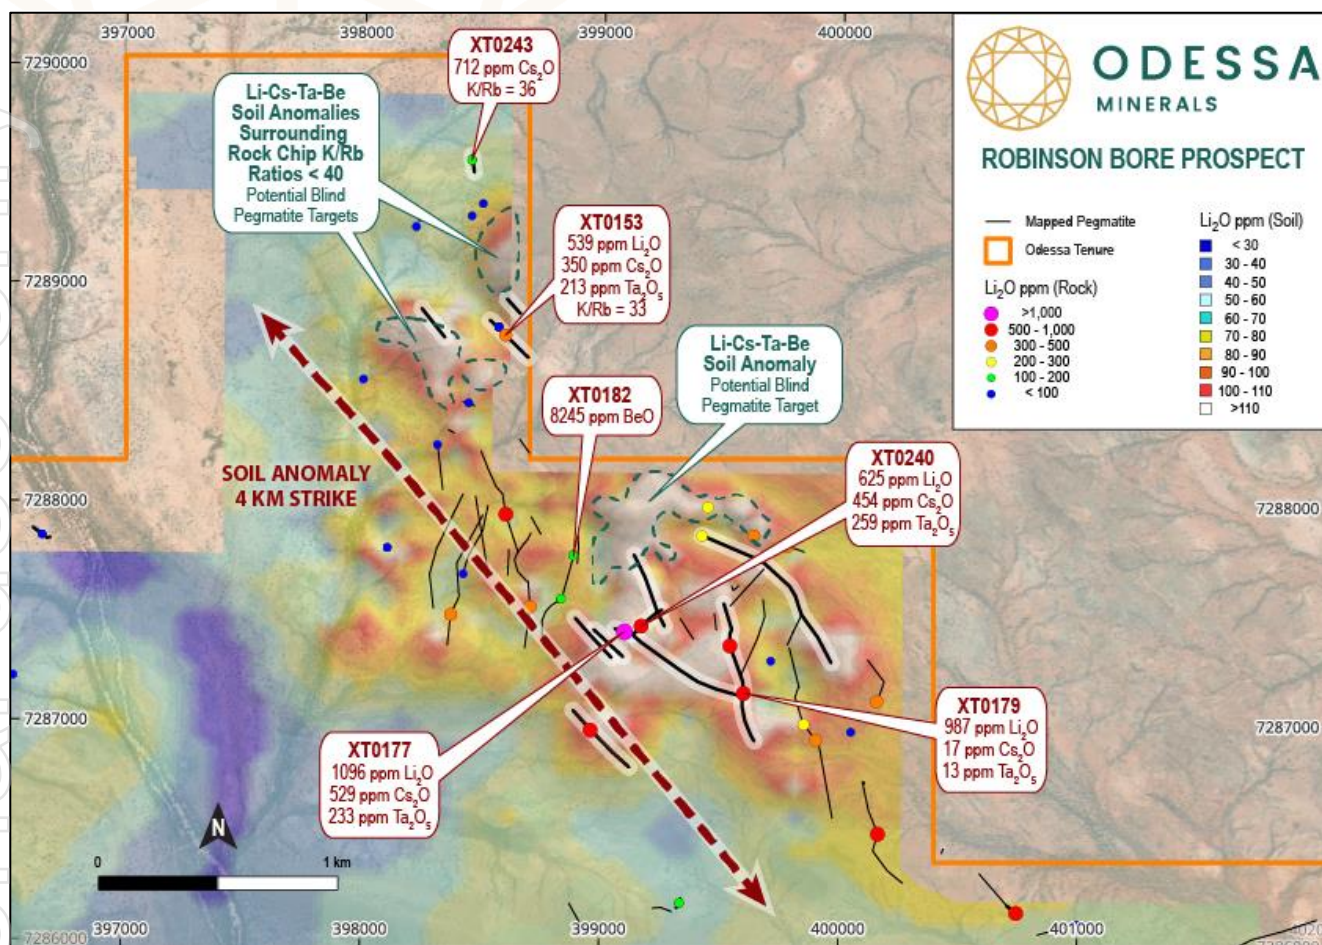 397000
398000
399000
400000
7290000
7289000
7288000
7287000
7286000
XT0243
712 ppm Cs₂O
K/Rb = 36
Li-Cs-Ta-Be
Soil Anomalies
Surrounding
Rock Chip K/Rb
Ratios < 40
Potential Blind
Pegmatite Targets
XT0153
539 ppm Li₂O
350 ppm Cs₂O
213 ppm Ta₂O₅
K/Rb = 33
Li-Cs-Ta-Be
Soil Anomaly
Potential Blind
Pegmatite Target
XT0182
8245 ppm BeO
SOIL ANOMALY
4 KM STRIKE
XT0240
625 ppm Li₂O
454 ppm Cs₂O
259 ppm Ta₂O₅
XT0179
987 ppm Li₂O
17 ppm Cs₂O
13 ppm Ta₂O₅
XT0177
1096 ppm Li₂O
529 ppm Cs₂O
233 ppm Ta₂O₅
N
0 1 km
ODESSA
MINERALS
ROBINSON BORE PROSPECT
Mapped Pegmatite
Odessa Tenure
Li₂O ppm (Rock)
>1,000
500 - 1,000
300 - 500
200 - 300
100 - 200
< 100
Li₂O ppm (Soil)
< 30
30 - 40
40 - 50
50 - 60
60 - 70
70 - 80
80 - 90
90 - 100
100 - 110
>110
7288000
7287000
397000
398000
399000
400000
401000